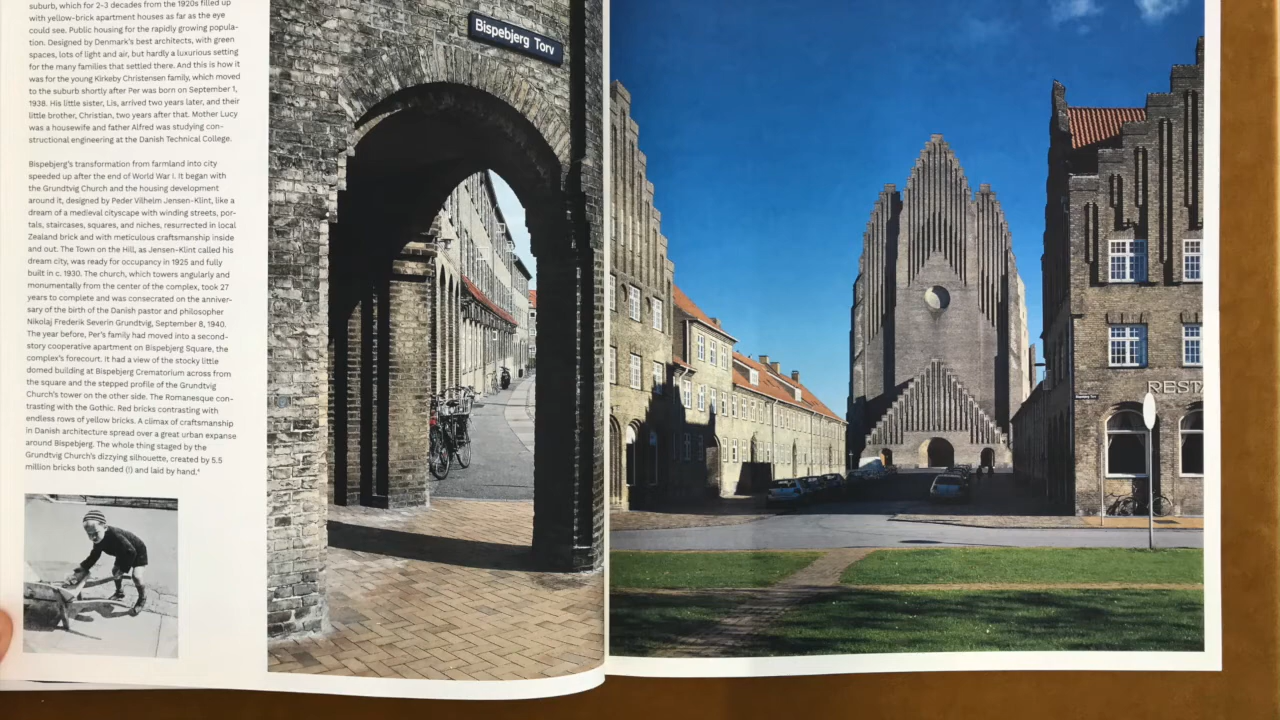 suburb, which for 2-3 decades from the 1920s filled up
with yellow-brick apartment houses as far as the eye
could see. Public housing for the rapidly growing popula-
tion. Designed by Denmark's best architects, with green
spaces, lots of light and air, but hardly a luxurious setting
for the many families that settled there. And this is how it
was for the young Kirkeby Christensen family, which moved
to the suburb shortly after Per was born on September 1,
1938. His little sister, Lis, arrived two years later, and their
little brother, Christian, two years after that. Mother Lucy
was a housewife and father Alfred was studying con-
structional engineering at the Danish Technical College.
Bispebjerg's transformation from farmland into city
speeded up after the end of World War I. It began with
the Grundtvig Church and the housing development
around it, designed by Peder Vilhelm Jensen-Klint, like a
dream of a medieval cityscape with winding streets, por-
tals, staircases, squares, and niches, resurrected in local
Zealand brick and with meticulous craftsmanship inside
and out. The Town on the Hill, as Jensen-Klint called his
dream city, was ready for occupancy in 1925 and fully
built in c. 1930. The church, which towers angularly and
monumentally from the center of the complex, took 27
years to complete and was consecrated on the anniver-
sary of the birth of the Danish pastor and philosopher
Nikolaj Frederik Severin Grundtvig, September 8, 1940.
The year before, Per's family had moved into a second-
story cooperative apartment on Bispebjerg Square, the
complex's forecourt. It had a view of the stocky little
domed building at Bispebjerg Crematorium across from
the square and the stepped profile of the Grundtvig
Church's tower on the other side. The Romanesque con-
trasting with the Gothic. Red bricks contrasting with
endless rows of yellow bricks. A climax of craftsmanship
in Danish architecture spread over a great urban expanse
around Bispebjerg. The whole thing staged by the
Grundtvig Church's dizzying silhouette, created by 5.5
million bricks both sanded (!) and laid by hand.⁴
Bispebjerg Torv
RESTA